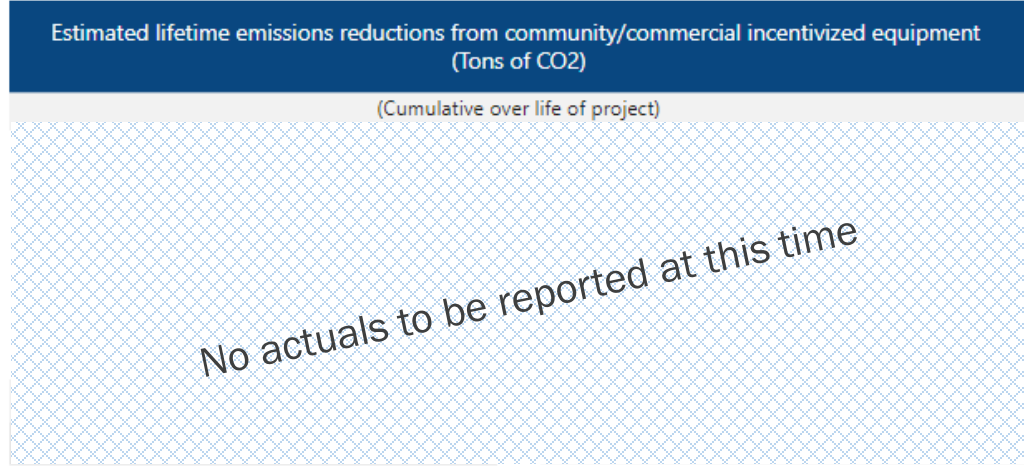 Estimated lifetime emissions reductions from community/commercial incentivized equipment
(Tons of CO2)
(Cumulative over life of project)
No actuals to be reported at this time